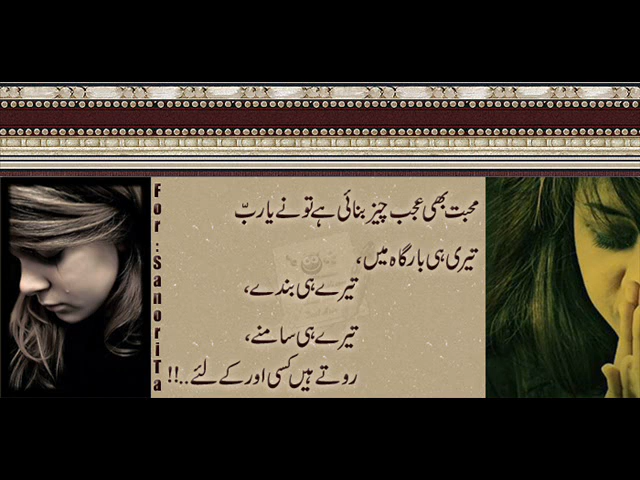 محبت بھی عجب چیز بنائی ہے تو نے یا ربّ
تیری ہی بارگاہ میں،
تیرے ہی بندے،
تیرے ہی سامنے،
روتے ہیں کسی اور کے لئے..!!
For :SanoriTa